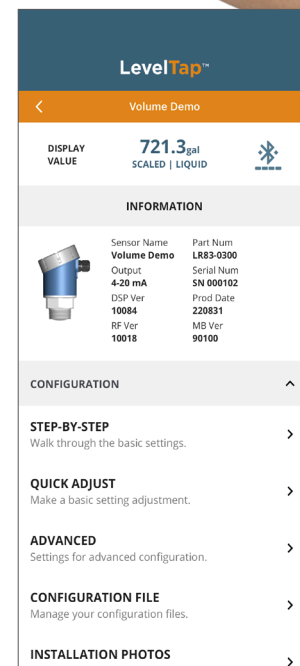 LevelTap™
Volume Demo
DISPLAY
VALUE
721.3gal
SCALED | LIQUID
INFORMATION
Sensor Name
Volume Demo
Part Num
LR83-0300
Output
4-20 mA
Serial Num
SN 000102
DSP Ver
10084
Prod Date
220831
RF Ver
10018
MB Ver
90100
CONFIGURATION
STEP-BY-STEP
Walk through the basic settings.
QUICK ADJUST
Make a basic setting adjustment.
ADVANCED
Settings for advanced configuration.
CONFIGURATION FILE
Manage your configuration files.
INSTALLATION PHOTOS